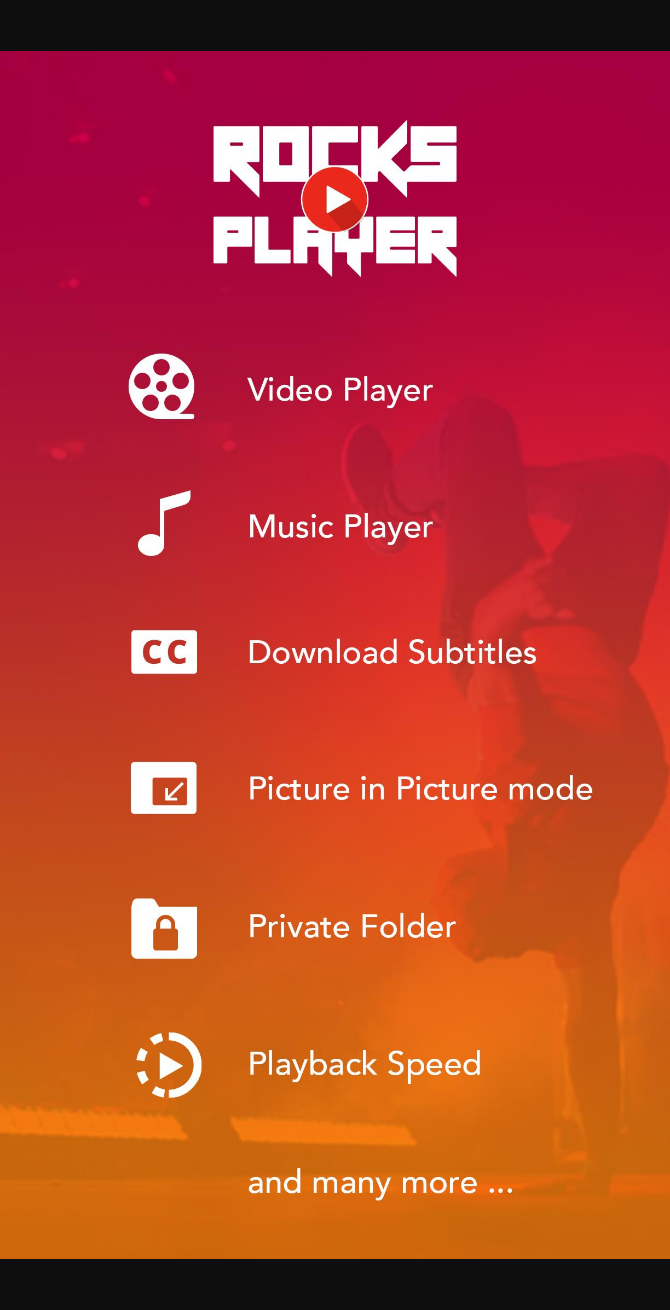 ROCKS
PLAYER
Video Player
Music Player
CC Download Subtitles
Picture in Picture mode
Private Folder
Playback Speed
and many more ...